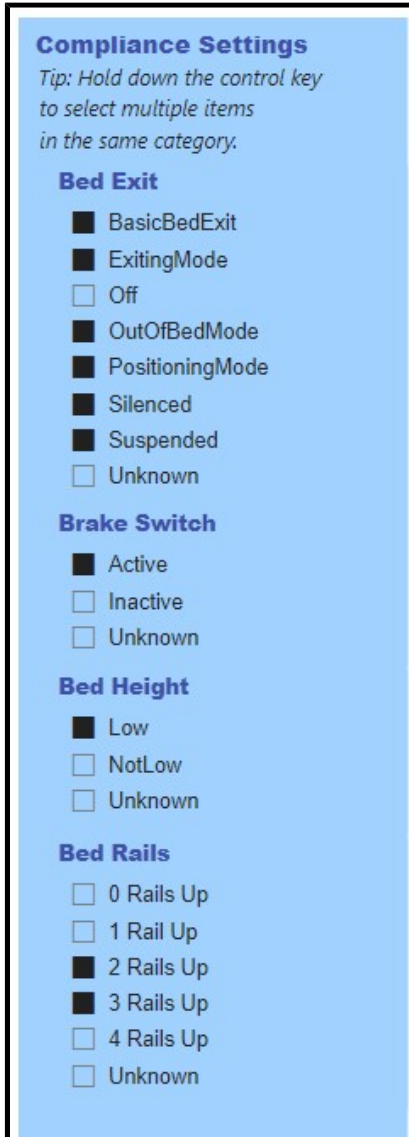 Compliance Settings
Tip: Hold down the control key
to select multiple items
in the same category.
Bed Exit
BasicBedExit
ExitingMode
Off
OutOfBedMode
PositioningMode
Silenced
Suspended
Unknown
Brake Switch
Active
Inactive
Unknown
Bed Height
Low
NotLow
Unknown
Bed Rails
0 Rails Up
1 Rail Up
2 Rails Up
3 Rails Up
4 Rails Up
Unknown